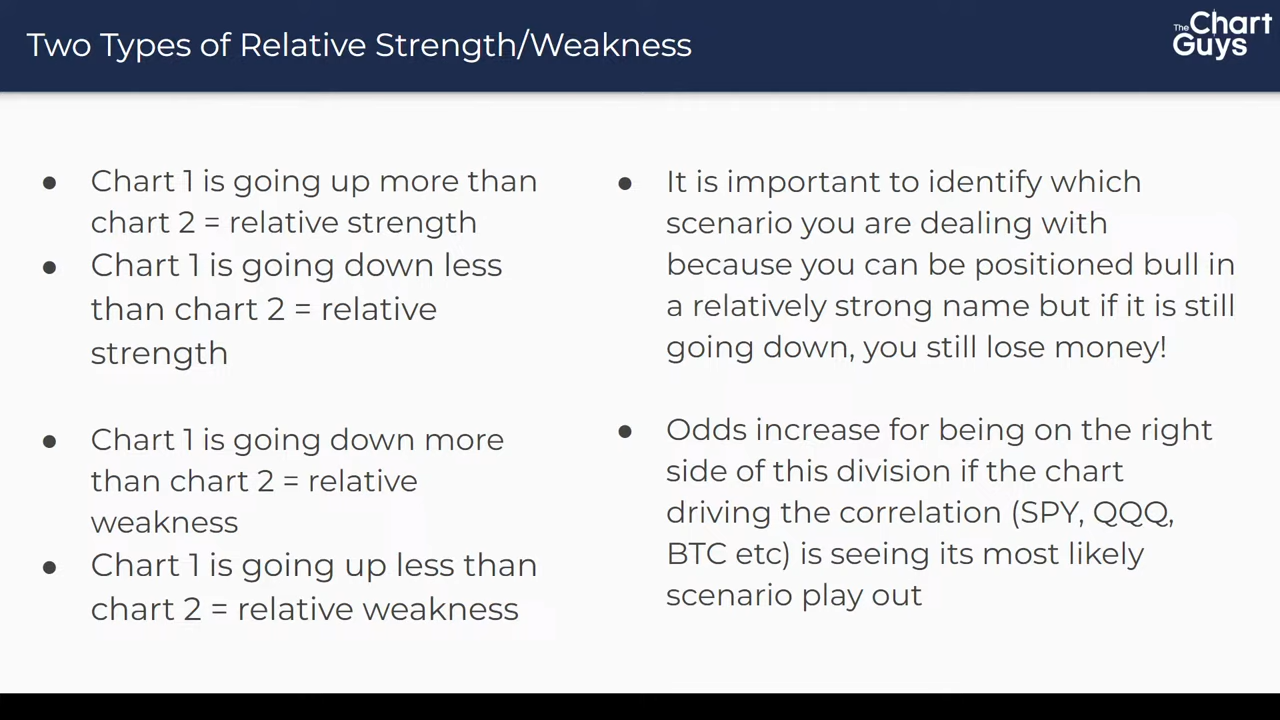 Two Types of Relative Strength/Weakness
The Chart
Guys
● Chart 1 is going up more than
chart 2 = relative strength
● Chart 1 is going down less
than chart 2 = relative
strength
● Chart 1 is going down more
than chart 2 = relative
weakness
● Chart 1 is going up less than
chart 2 = relative weakness
● It is important to identify which
scenario you are dealing with
because you can be positioned bull in
a relatively strong name but if it is still
going down, you still lose money!
● Odds increase for being on the right
side of this division if the chart
driving the correlation (SPY, QQQ,
BTC etc) is seeing its most likely
scenario play out